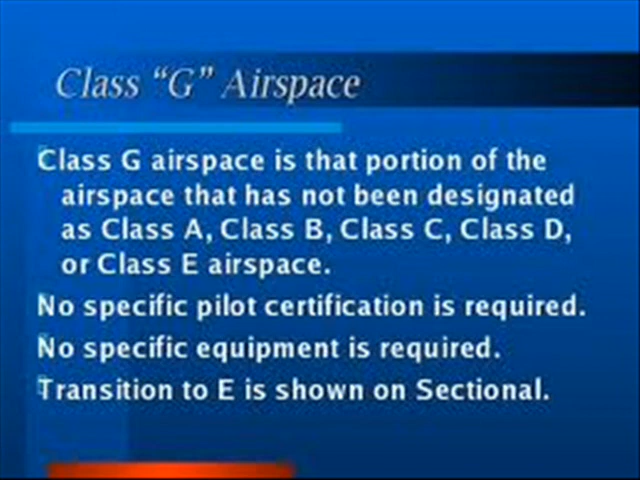 Class “G” Airspace
Class G airspace is that portion of the
airspace that has not been designated
as Class A, Class B, Class C, Class D,
or Class E airspace.
No specific pilot certification is required.
No specific equipment is required.
Transition to E is shown on Sectional.